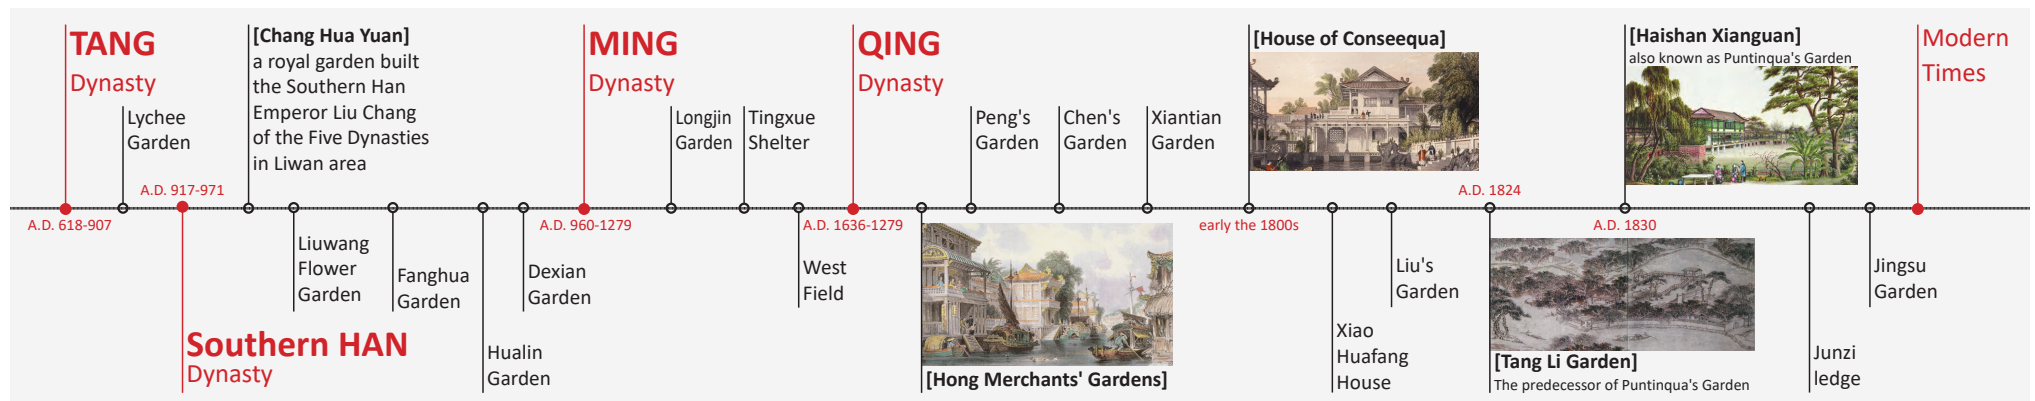 TANG
Dynasty
A.D. 618-907
Lychee
Garden
A.D. 917-971
Southern HAN
Dynasty
[Chang Hua Yuan]
a royal garden built
the Southern Han
Emperor Liu Chang
of the Five Dynasties
in Liwan area
Liuwang
Flower
Garden
Fanghua
Garden
Hualin
Garden
Dexian
Garden
MING
Dynasty
A.D. 960-1279
Longjin
Garden
Tingxue
Shelter
West
Field
QING
Dynasty
A.D. 1636-1279
[Hong Merchants' Gardens]
Peng's
Garden
Chen's
Garden
Xiantian
Garden
[House of Conseequa]
early the 1800s
Xiao
Huafang
House
Liu's
Garden
A.D. 1824
[Tang Li Garden]
The predecessor of Puntinqua's Garden
[Haishan Xianguan]
also known as Puntinqua's Garden
A.D. 1830
Junzi
ledge
Jingsu
Garden
Modern
Times